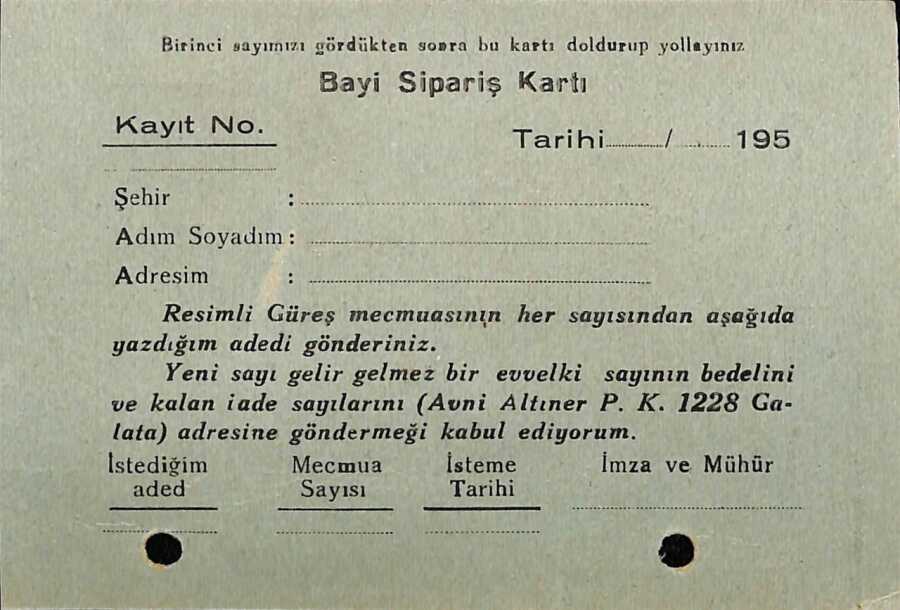 Birinci sayımızı gördükten sonra bu kartı doldurup yollayınız
Bayi Sipariş Kartı
Kayıt No.
Tarihi............/ ............195
Şehir :
Adım Soyadım :
Adresim :
Resimli Güreş mecmuasının her sayısından aşağıda
yazdığım adedi gönderiniz.
Yeni sayı gelir gelmez bir evvelki sayının bedelini
ve kalan iade sayılarını (Avni Altıner P. K. 1228 Ga-
lata) adresine göndermeği kabul ediyorum.
İstediğim Mecmua İsteme İmza ve Mühür
aded Sayısı Tarihi